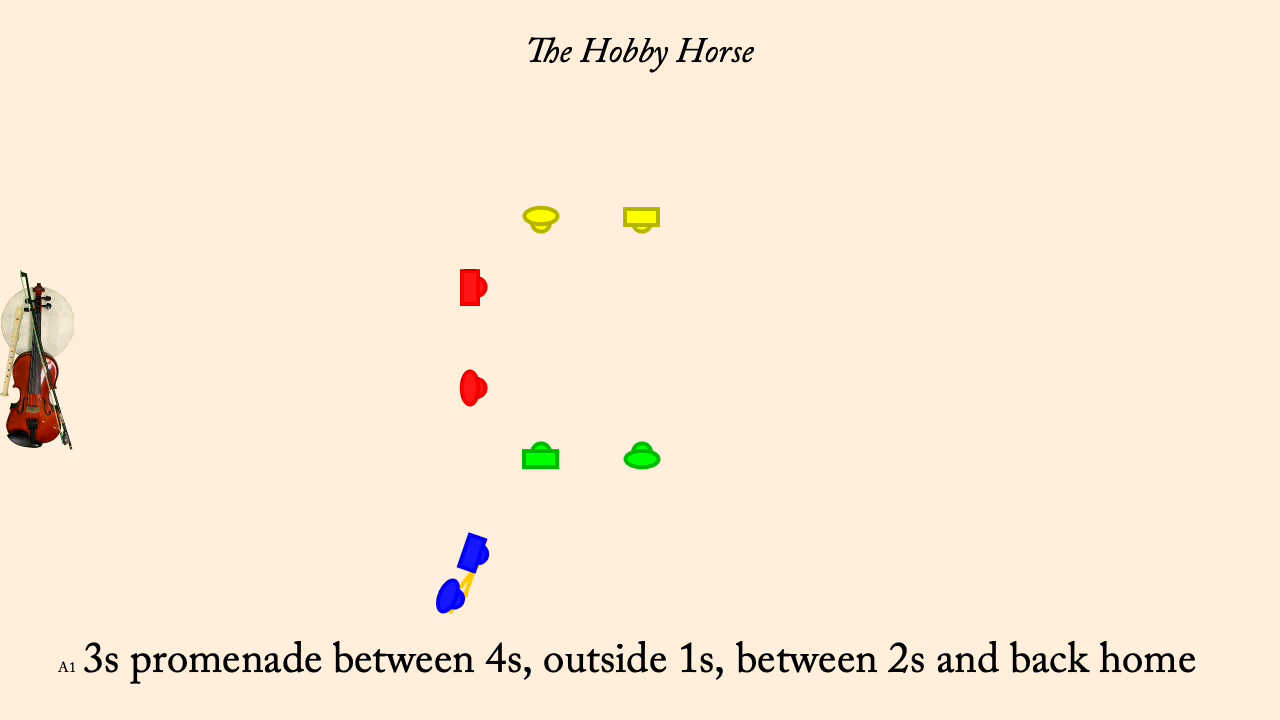 The Hobby Horse
A1 3s promenade between 4s, outside 1s, between 2s and back home